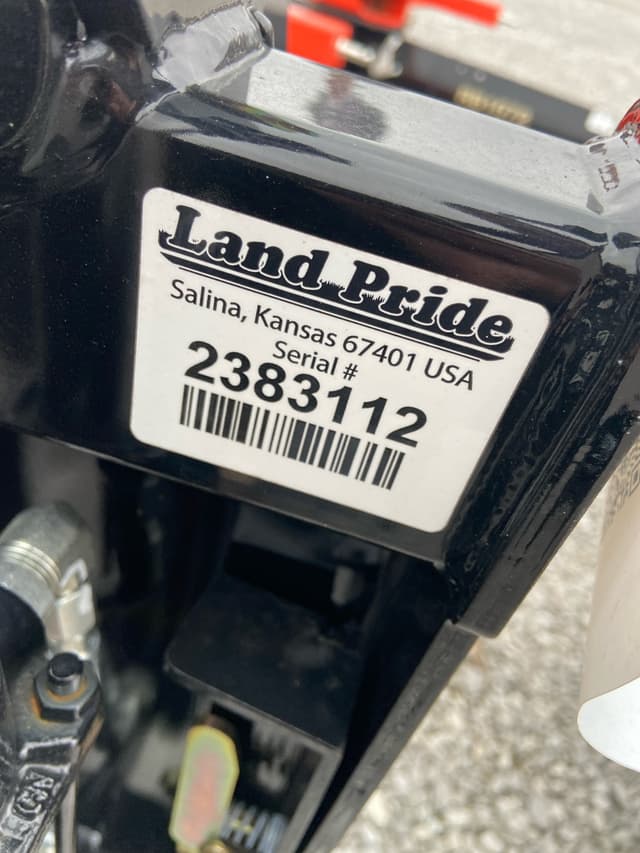 Land Pride
Salina, Kansas 67401 USA
Serial #
2383112